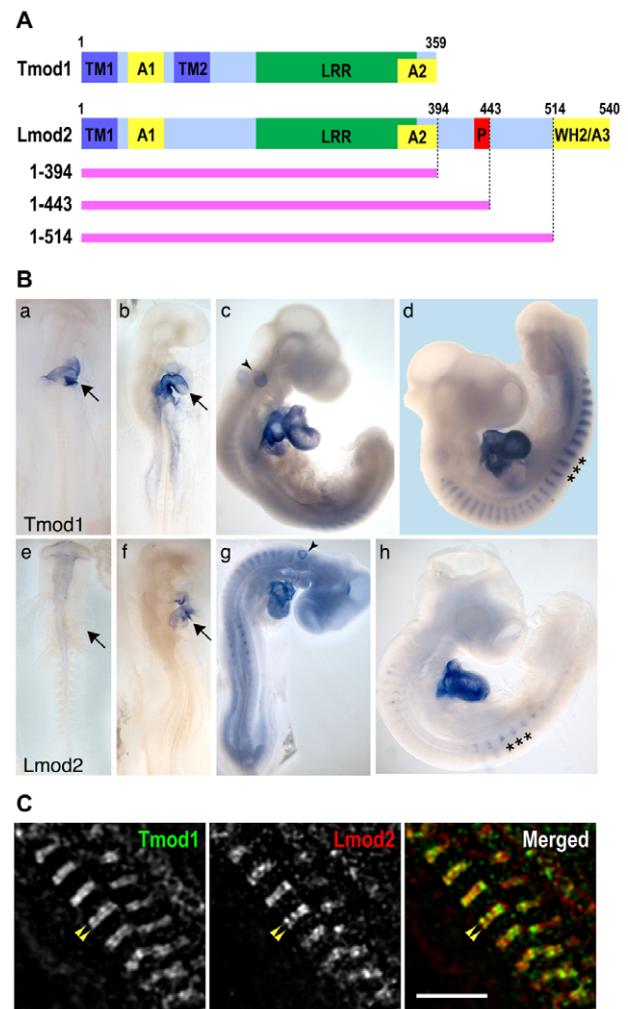 A
1 359
Tmod1 TM1 A1 TM2 LRR A2
1 394 443 514 540
Lmod2 TM1 A1 LRR A2 P WH2/A3
1-394
1-443
1-514
B
a b c d
Tmod1 ***
e f g h
Lmod2 ***
C
Tmod1 Lmod2 Merged